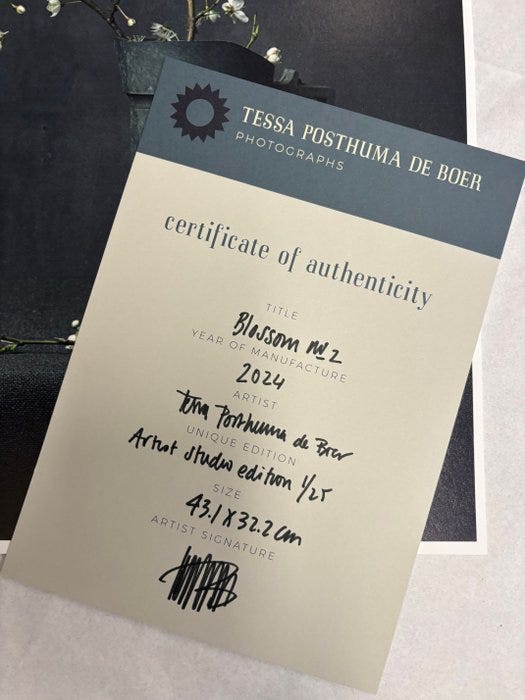 TESSA POSTHUMA DE BOER
PHOTOGRAPHS
certificate of authenticity
TITLE
Blossom no 2
YEAR OF MANUFACTURE
2024
ARTIST
Tessa Posthuma de Boer
UNIQUE EDITION
Artist studio edition 1/25
SIZE
43.1 x 32.2 cm
ARTIST SIGNATURE